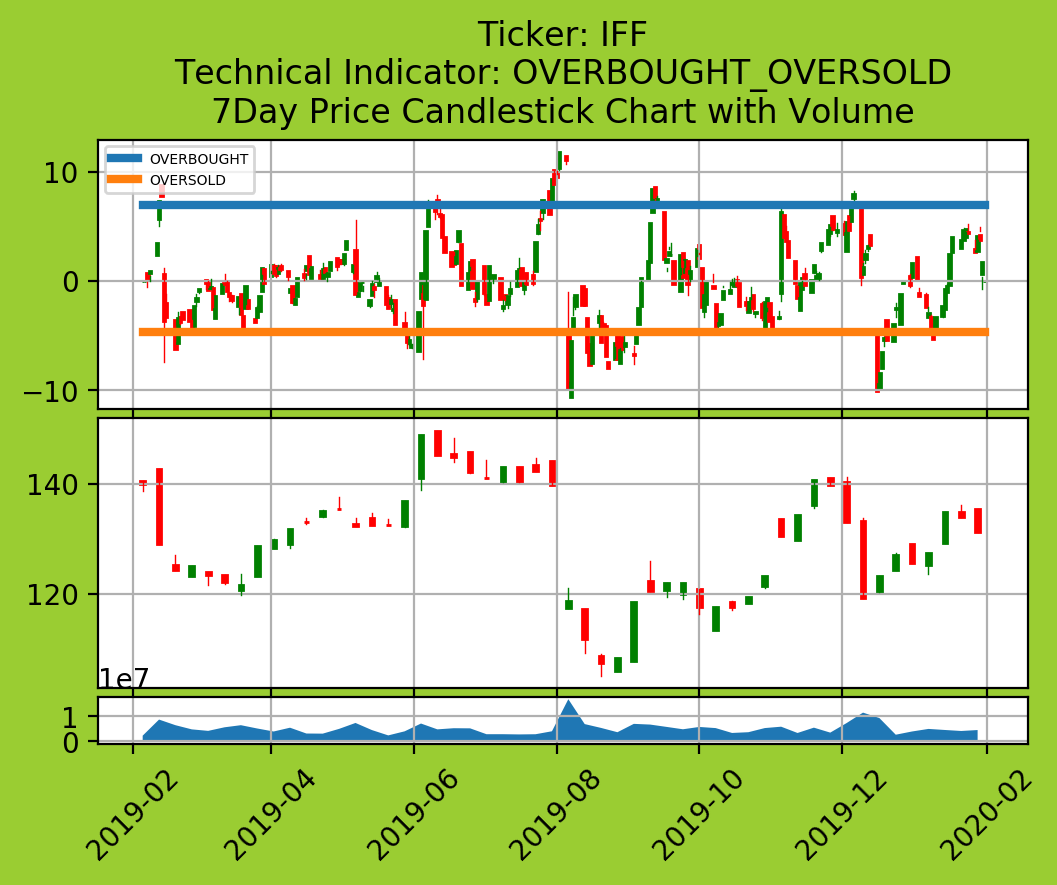 Ticker: IFF
Technical Indicator: OVERBOUGHT_OVERSOLD
7Day Price Candlestick Chart with Volume
OVERBOUGHT
OVERSOLD
10
0
−10
140
120
1e7
1
0
2019-02
2019-04
2019-06
2019-08
2019-10
2019-12
2020-02